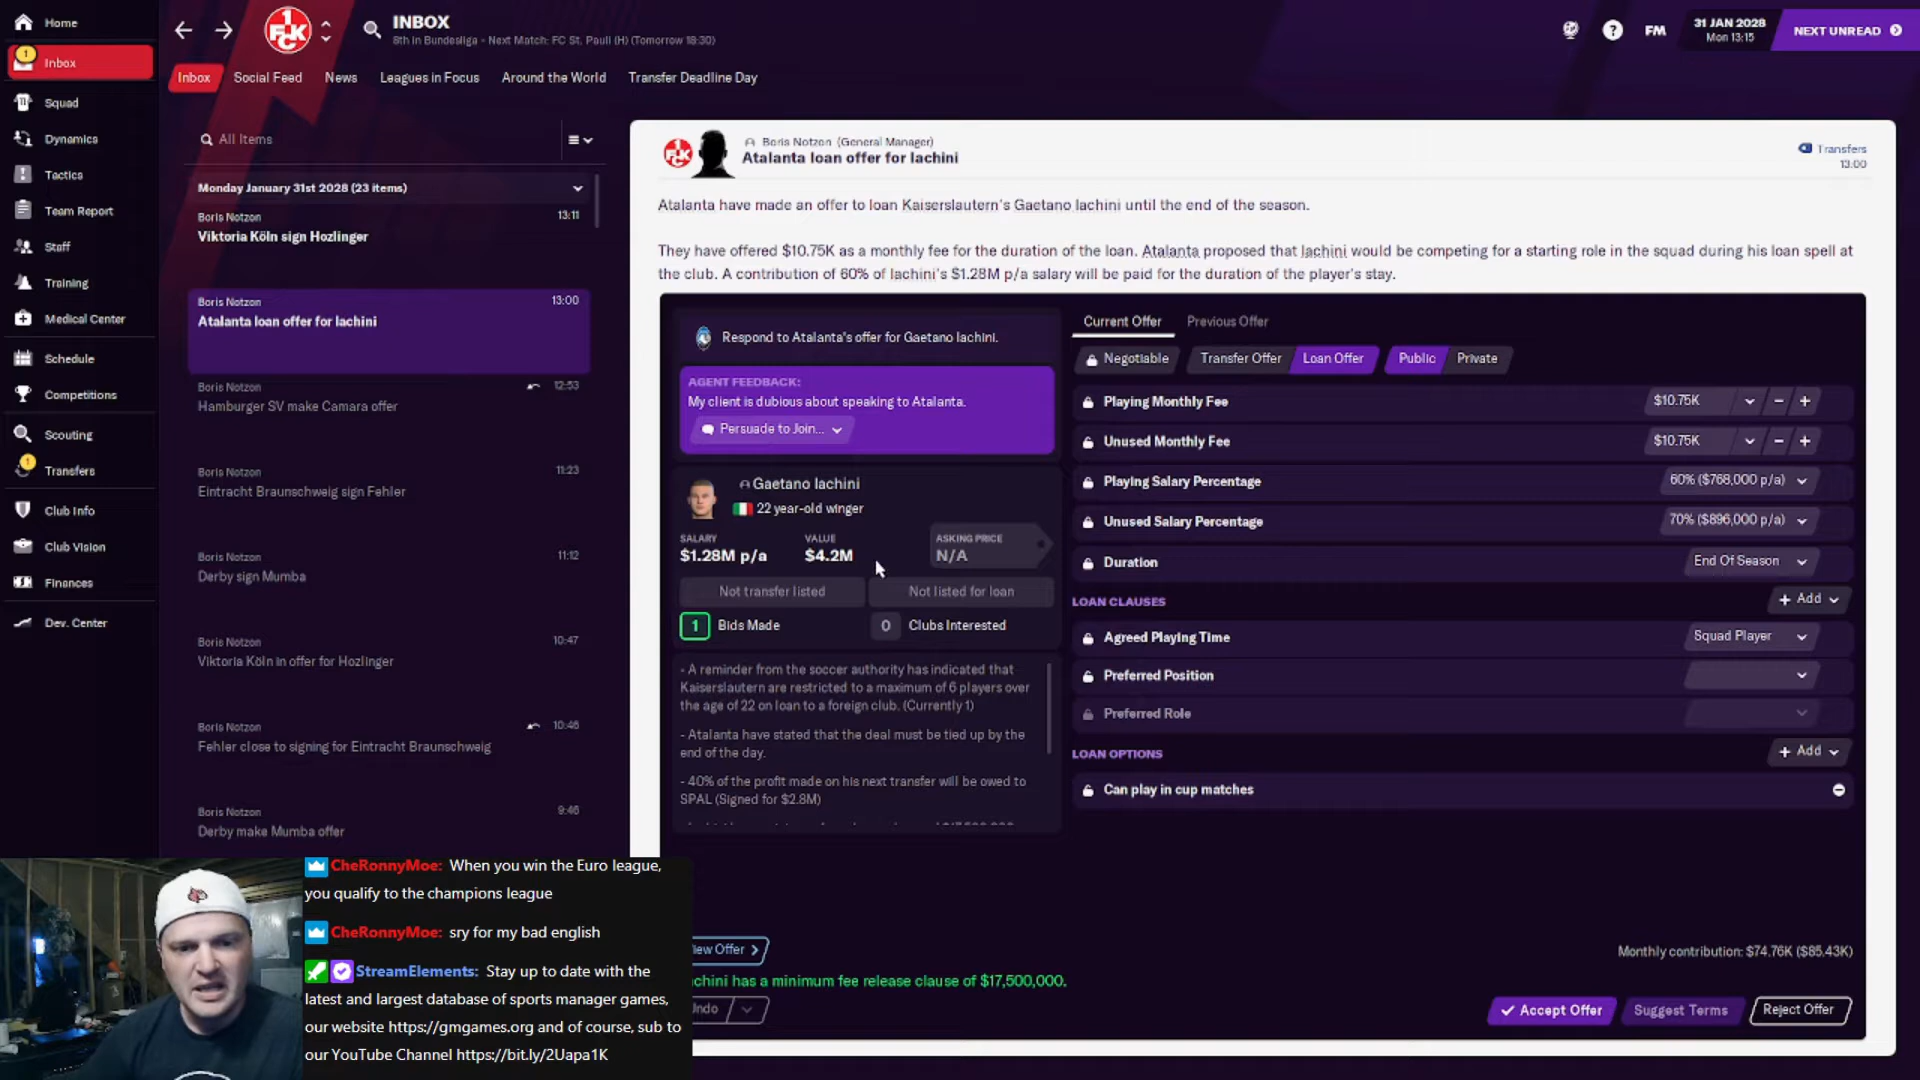 Home
INBOX
8th in Bundesliga - Next Match: FC St. Pauli (H) (Tomorrow 18:30)
FM
31 JAN 2028
Mon 13:15
NEXT UNREAD
1
Inbox
Squad
Dynamics
Tactics
Team Report
Staff
Training
Medical Center
Schedule
Competitions
Scouting
1
Transfers
Club Info
Club Vision
Finances
Dev. Center
Inbox
Social Feed
News
Leagues in Focus
Around the World
Transfer Deadline Day
All Items
Monday January 31st 2028 (23 items)
Boris Notzon 13:11
Viktoria Köln sign Hozlinger
Boris Notzon 13:00
Atalanta loan offer for Iachini
Boris Notzon 12:53
Hamburger SV make Camara offer
Boris Notzon 11:23
Eintracht Braunschweig sign Fehler
Boris Notzon 11:12
Derby sign Mumba
Boris Notzon 10:47
Viktoria Köln in offer for Hozlinger
Boris Notzon 10:46
Fehler close to signing for Eintracht Braunschweig
Boris Notzon 9:46
Derby make Mumba offer
Boris Notzon (General Manager)
Atalanta loan offer for Iachini
Transfers
13:00
Atalanta have made an offer to loan Kaiserslautern's Gaetano Iachini until the end of the season.
They have offered $10.75K as a monthly fee for the duration of the loan. Atalanta proposed that Iachini would be competing for a starting role in the squad during his loan spell at
the club. A contribution of 60% of Iachini's $1.28M p/a salary will be paid for the duration of the player's stay.
Respond to Atalanta's offer for Gaetano Iachini.
AGENT FEEDBACK:
My client is dubious about speaking to Atalanta.
Persuade to Join...
Gaetano Iachini
22 year-old winger
SALARY
$1.28M p/a
VALUE
$4.2M
ASKING PRICE
N/A
Not transfer listed
Not listed for loan
1 Bids Made
0 Clubs Interested
- A reminder from the soccer authority has indicated that
Kaiserslautern are restricted to a maximum of 6 players over
the age of 22 on loan to a foreign club. (Currently 1)
- Atalanta have stated that the deal must be tied up by the
end of the day.
- 40% of the profit made on his next transfer will be owed to
SPAL (Signed for $2.8M)
Current Offer
Previous Offer
Negotiable
Transfer Offer
Loan Offer
Public
Private
Playing Monthly Fee $10.75K
Unused Monthly Fee $10.75K
Playing Salary Percentage 60% ($768,000 p/a)
Unused Salary Percentage 70% ($896,000 p/a)
Duration End Of Season
LOAN CLAUSES + Add
Agreed Playing Time Squad Player
Preferred Position
Preferred Role
LOAN OPTIONS + Add
Can play in cup matches
iew Offer
Monthly contribution: $74.76K ($85.43K)
achini has a minimum fee release clause of $17,500,000.
Undo
Accept Offer
Suggest Terms
Reject Offer
CheRonnyMoe: When you win the Euro league,
you qualify to the champions league
CheRonnyMoe: sry for my bad english
StreamElements: Stay up to date with the
latest and largest database of sports manager games,
our website https://gmgames.org and of course, sub to
our YouTube Channel https://bit.ly/2Uapa1K